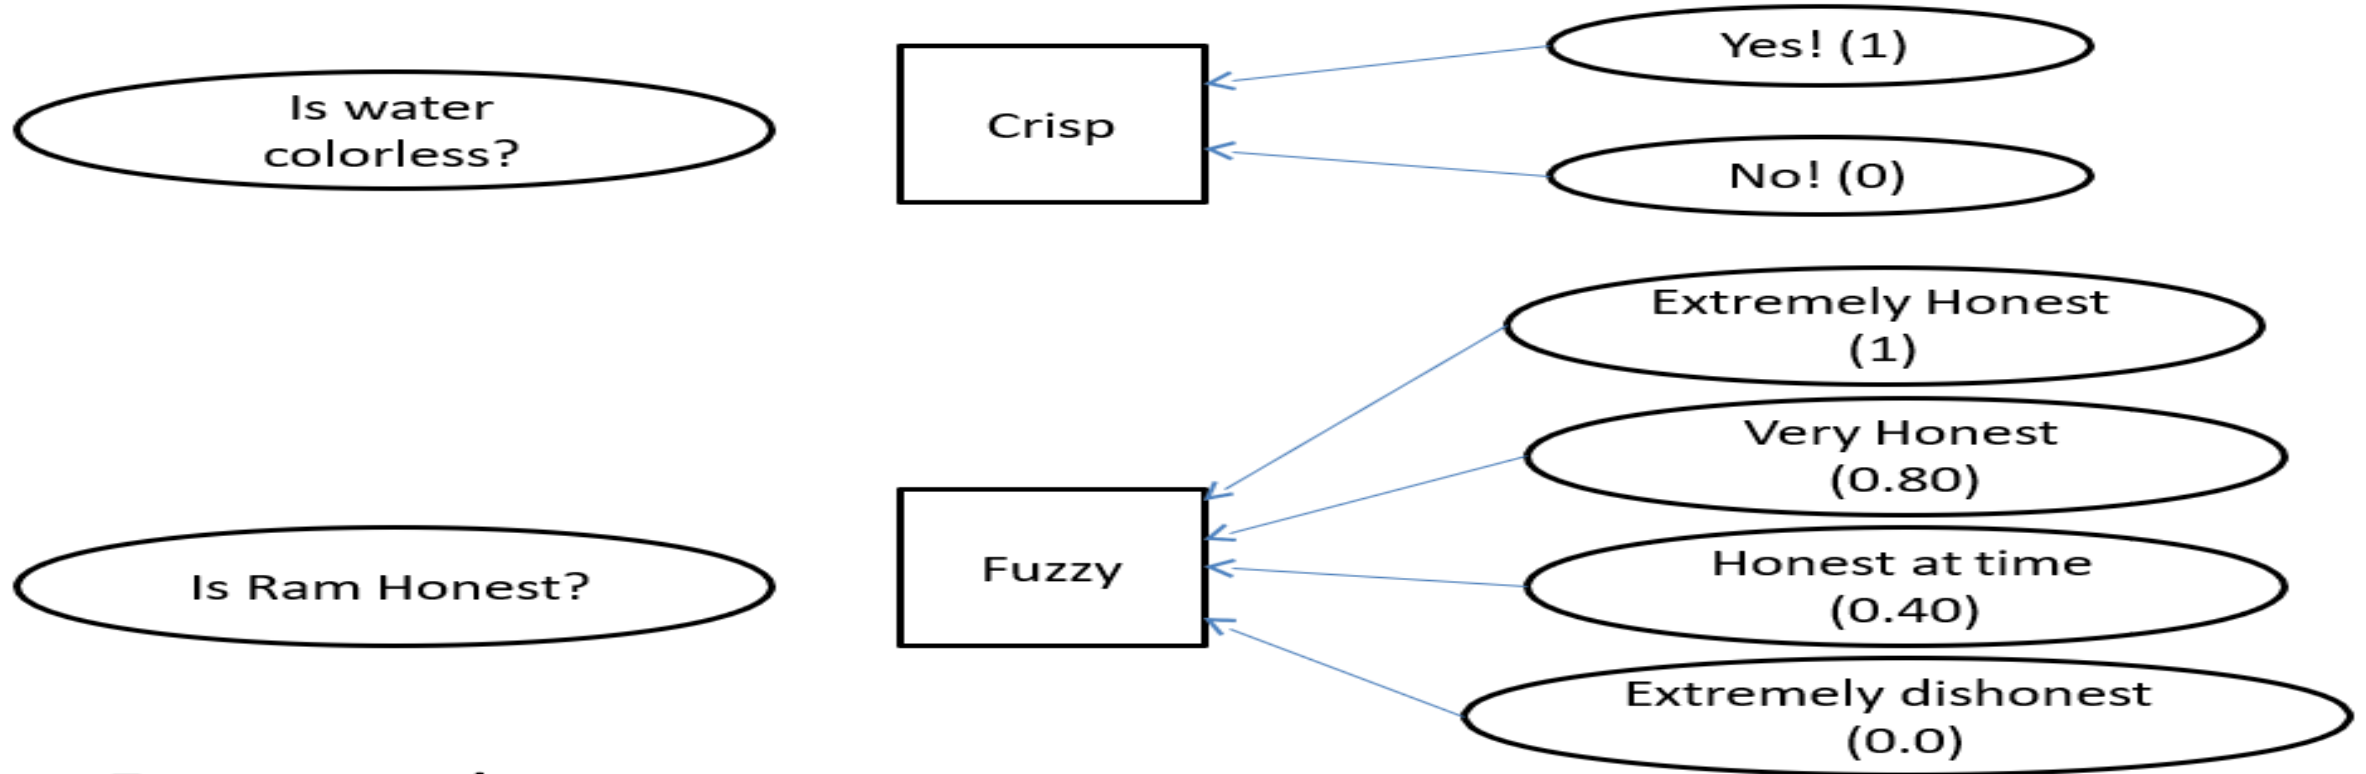 Is water
colorless?
Crisp
Yes! (1)
No! (0)
Is Ram Honest?
Fuzzy
Extremely Honest
(1)
Very Honest
(0.80)
Honest at time
(0.40)
Extremely dishonest
(0.0)